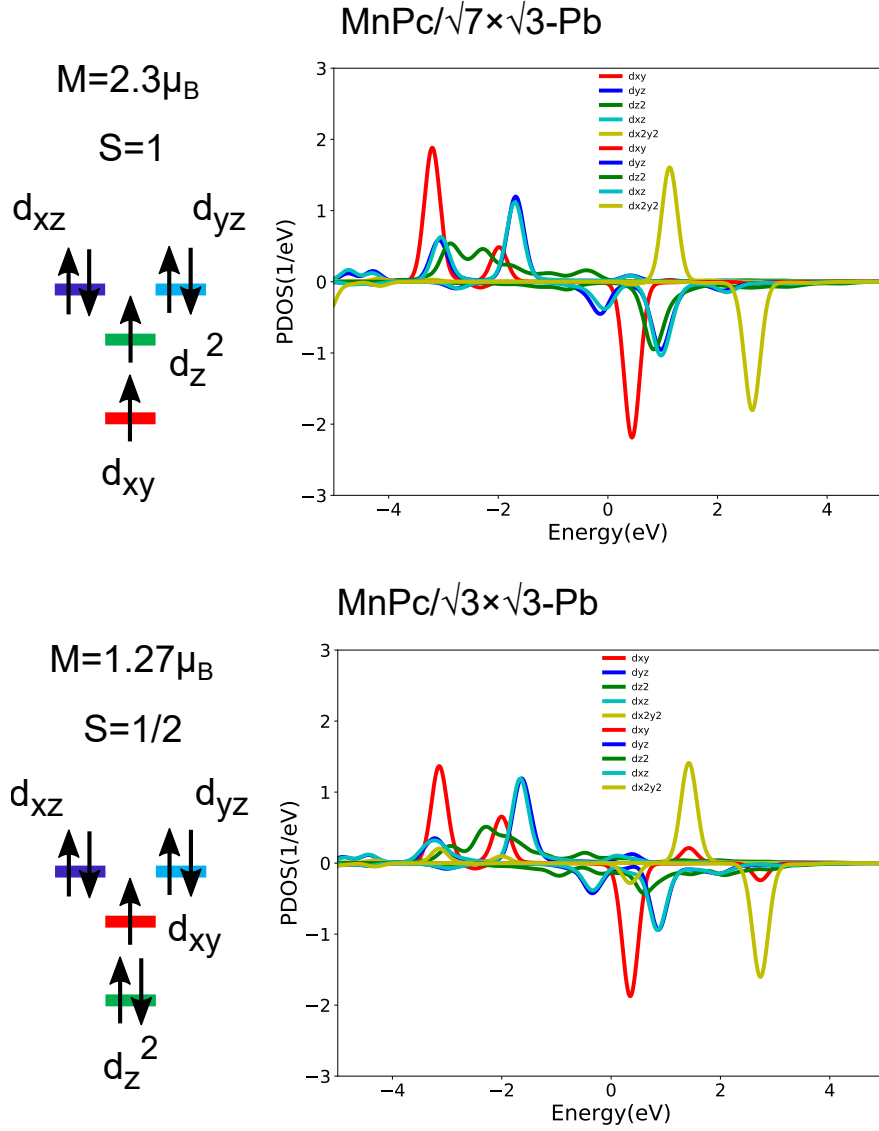 MnPc/√7×√3-Pb
M=2.3μB
S=1
dxz
dyz
dz2
dxy
3
2
1
0
−1
−2
−3
PDOS(1/eV)
dxy
dyz
dz2
dxz
dx2y2
dxy
dyz
dz2
dxz
dx2y2
−4
−2
0
2
4
Energy(eV)
MnPc/√3×√3-Pb
M=1.27μB
S=1/2
dxz
dyz
dxy
dz2
3
2
1
0
−1
−2
−3
PDOS(1/eV)
dxy
dyz
dz2
dxz
dx2y2
dxy
dyz
dz2
dxz
dx2y2
−4
−2
0
2
4
Energy(eV)